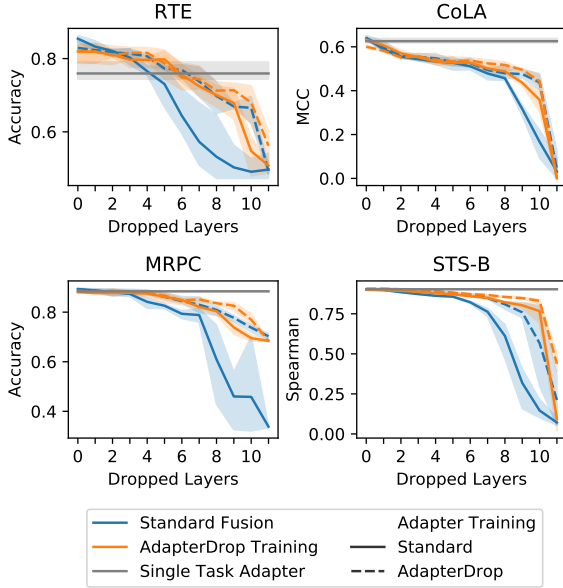 RTE
CoLA
Accuracy
0.8
0.6
0 2 4 6 8 10
Dropped Layers
MCC
0.6
0.4
0.2
0.0
0 2 4 6 8 10
Dropped Layers
MRPC
STS-B
Accuracy
0.8
0.6
0.4
0 2 4 6 8 10
Dropped Layers
Spearman
0.75
0.50
0.25
0.00
0 2 4 6 8 10
Dropped Layers
Standard Fusion
AdapterDrop Training
Single Task Adapter
Adapter Training
Standard
AdapterDrop